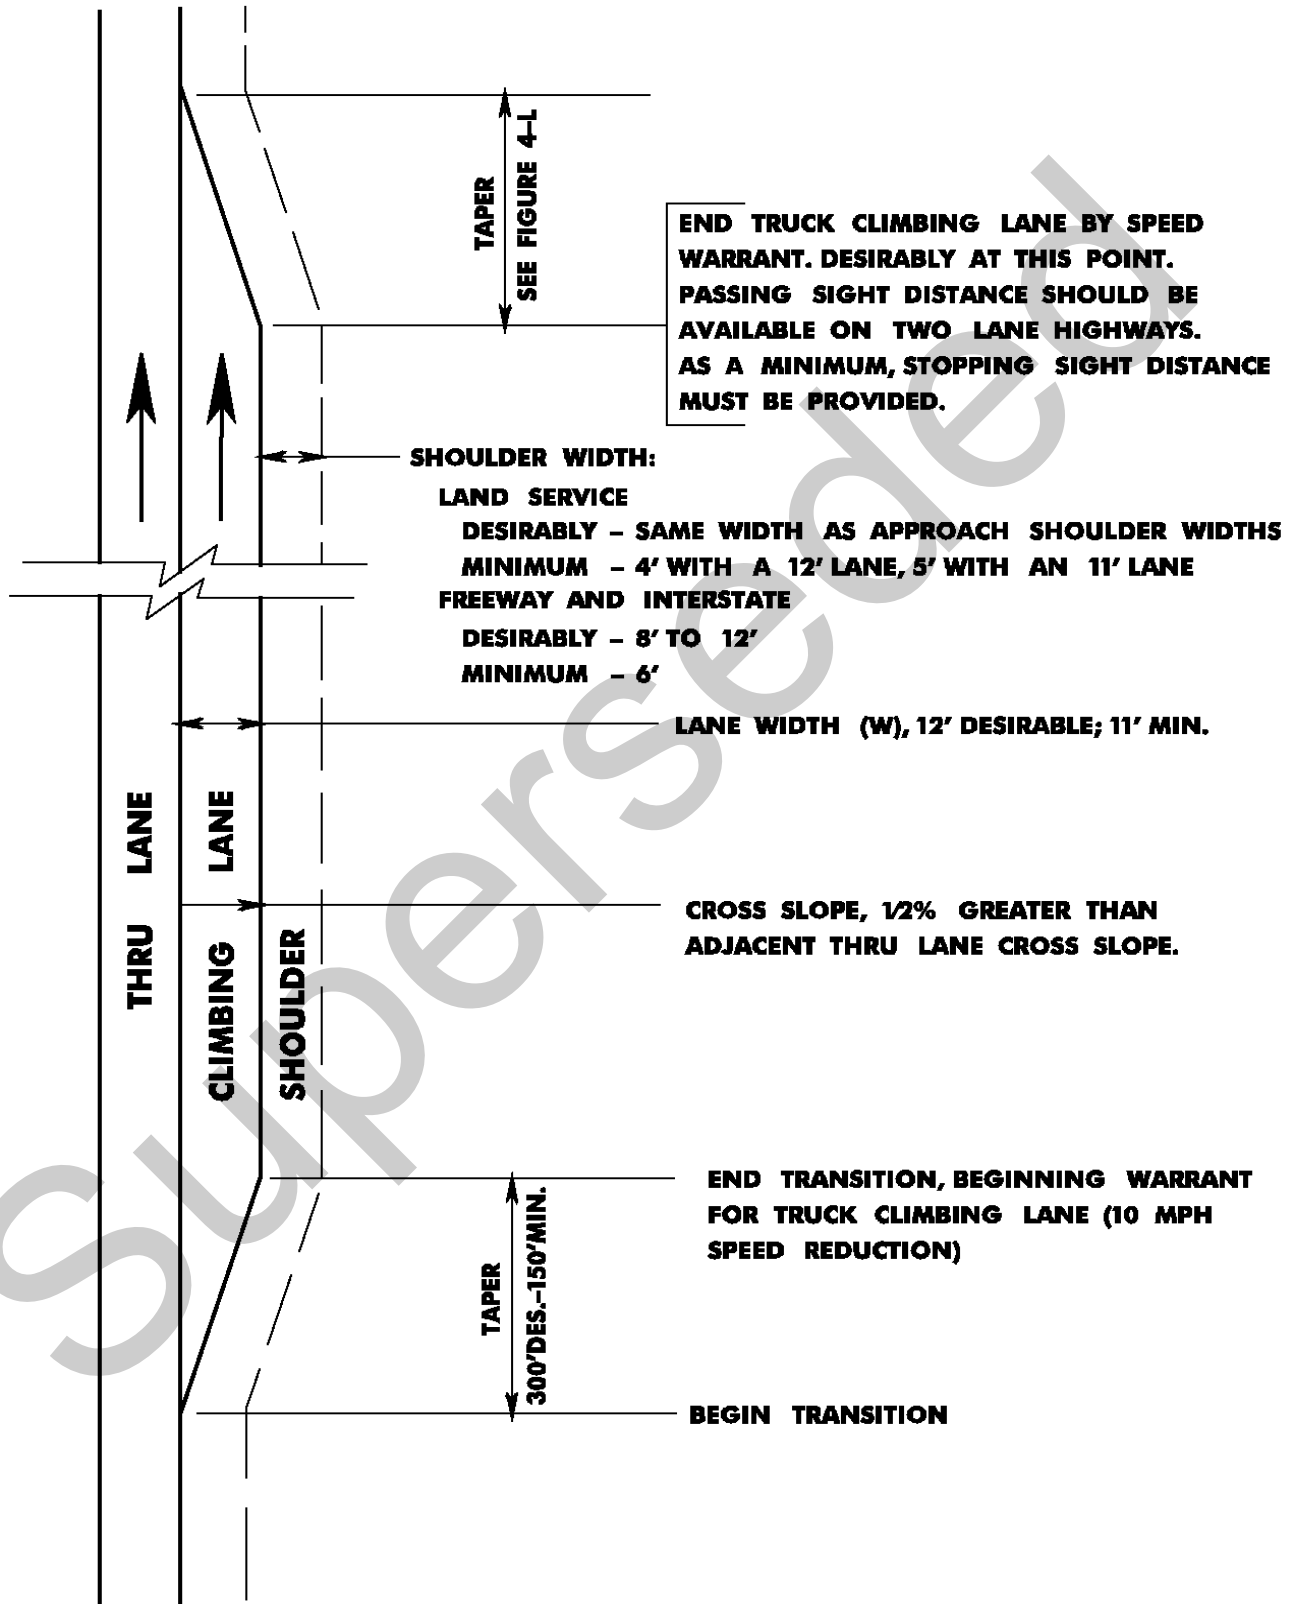 TAPER
SEE FIGURE 4-L
END TRUCK CLIMBING LANE BY SPEED
WARRANT. DESIRABLY AT THIS POINT.
PASSING SIGHT DISTANCE SHOULD BE
AVAILABLE ON TWO LANE HIGHWAYS.
AS A MINIMUM, STOPPING SIGHT DISTANCE
MUST BE PROVIDED.
SHOULDER WIDTH:
LAND SERVICE
DESIRABLY - SAME WIDTH AS APPROACH SHOULDER WIDTHS
MINIMUM - 4' WITH A 12' LANE, 5' WITH AN 11' LANE
FREEWAY AND INTERSTATE
DESIRABLY - 8' TO 12'
MINIMUM - 6'
LANE WIDTH (W), 12' DESIRABLE; 11' MIN.
THRU LANE
CLIMBING LANE
SHOULDER
CROSS SLOPE, 1/2% GREATER THAN
ADJACENT THRU LANE CROSS SLOPE.
END TRANSITION, BEGINNING WARRANT
FOR TRUCK CLIMBING LANE (10 MPH
SPEED REDUCTION)
TAPER
300'DES.-150'MIN.
BEGIN TRANSITION
Superseded